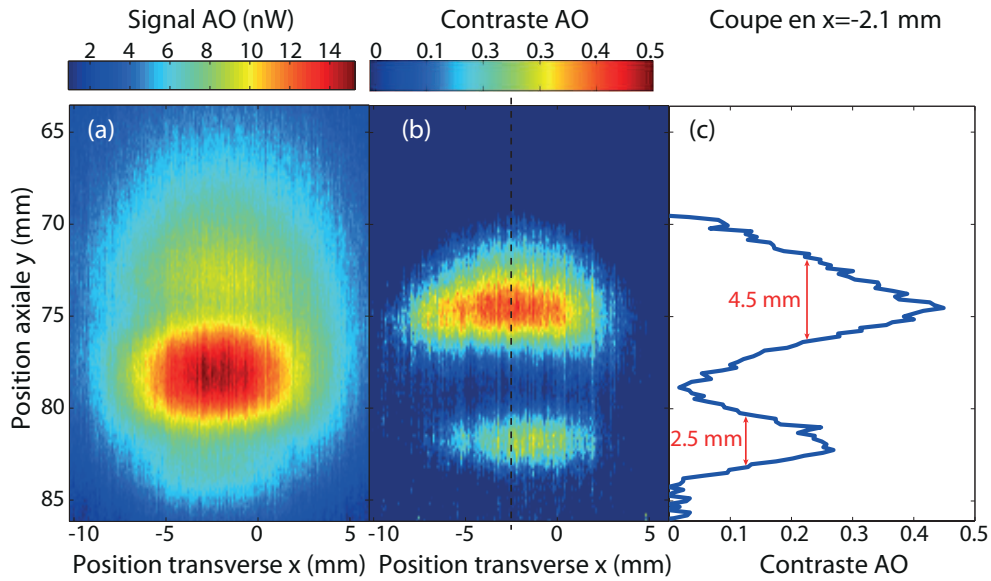 Signal AO (nW)
Contraste AO
Coupe en x=-2.1 mm
2 4 6 8 10 12 14
0 0.1 0.1 0.3 0.3 0.4 0.5
(a)
(b)
(c)
65
70
75
80
85
Position axiale y (mm)
4.5 mm
2.5 mm
-10 -5 0 5
-10 -5 0 5
0 0.1 0.2 0.3 0.4 0.5
Position transverse x (mm)
Position transverse x (mm)
Contraste AO